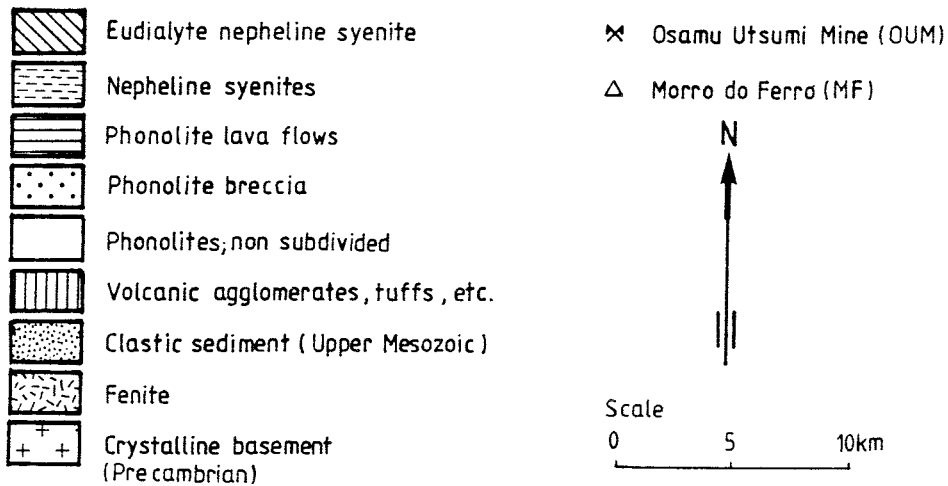 Eudialyte nepheline syenite
Nepheline syenites
Phonolite lava flows
Phonolite breccia
Phonolites; non subdivided
Volcanic agglomerates, tuffs, etc.
Clastic sediment (Upper Mesozoic)
Fenite
Crystalline basement
(Precambrian)
Osamu Utsumi Mine (OUM)
Morro do Ferro (MF)
N
Scale
0 5 10km